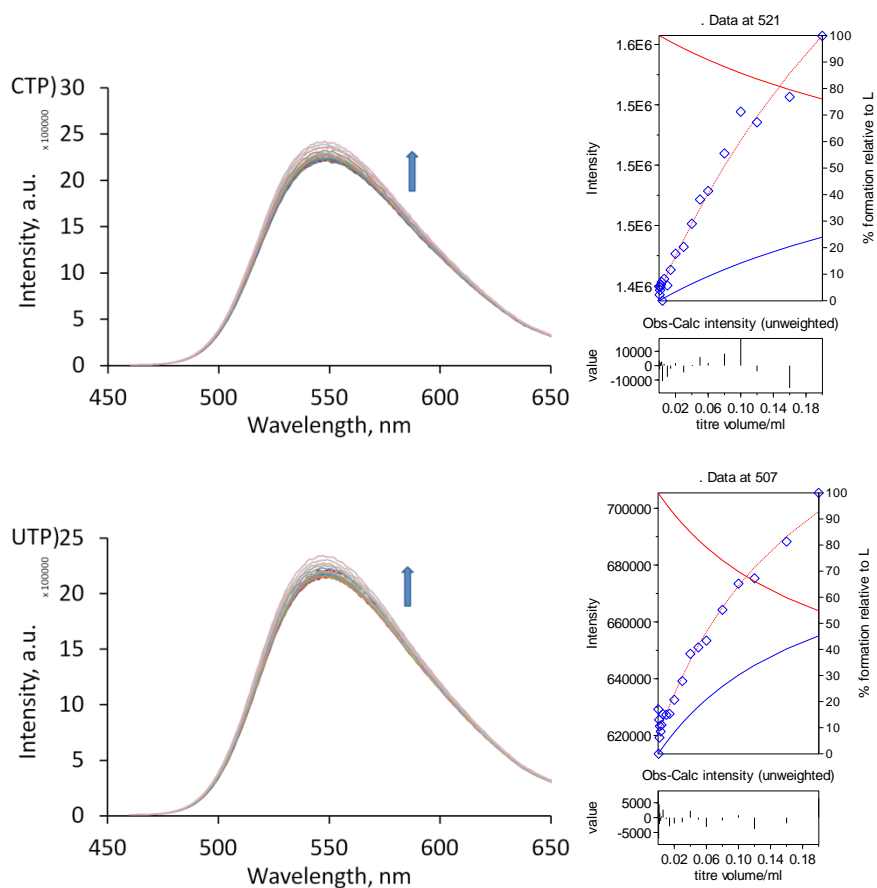 CTP)
x 100000
30
25
20
15
10
5
0
Intensity, a.u.
450 500 550 600 650
Wavelength, nm
. Data at 521
1.6E6
1.5E6
1.5E6
1.5E6
1.4E6
Intensity
100
90
80
70
60
50
40
30
20
10
0
% formation relative to L
Obs-Calc intensity (unweighted)
10000
0
-10000
value
0.02 0.06 0.10 0.14 0.18
titre volume/ml
UTP)
x 100000
25
20
15
10
5
0
Intensity, a.u.
450 500 550 600 650
Wavelength, nm
. Data at 507
700000
680000
660000
640000
620000
Intensity
100
90
80
70
60
50
40
30
20
10
0
% formation relative to L
Obs-Calc intensity (unweighted)
5000
0
-5000
value
0.02 0.06 0.10 0.14 0.18
titre volume/ml